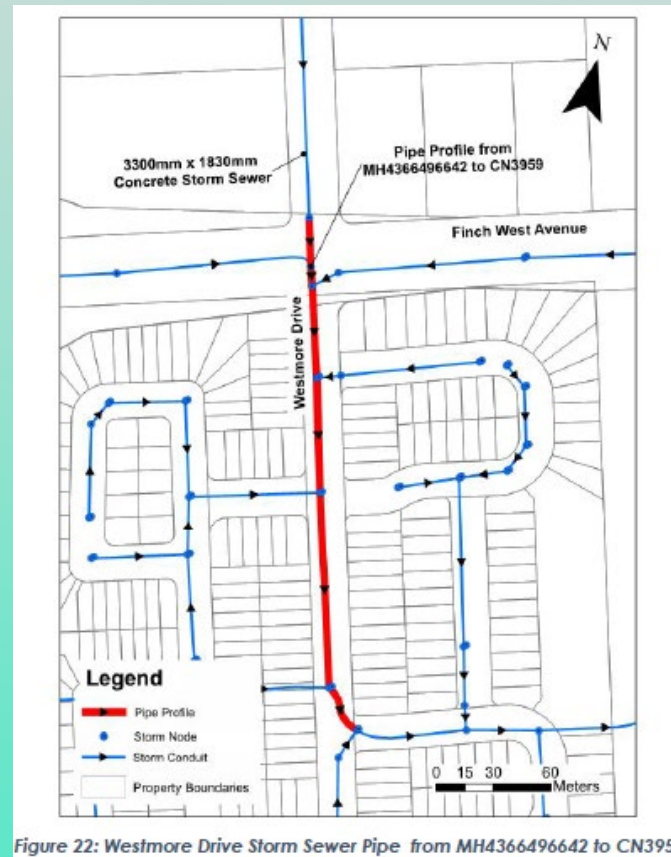 N
3300mm x 1830mm
Concrete Storm Sewer
Pipe Profile from
MH4366496642 to CN3959
Finch West Avenue
Westmore Drive
Legend
Pipe Profile
Storm Node
Storm Conduit
Property Boundaries
0 15 30 60
Meters
Figure 22: Westmore Drive Storm Sewer Pipe from MH4366496642 to CN395